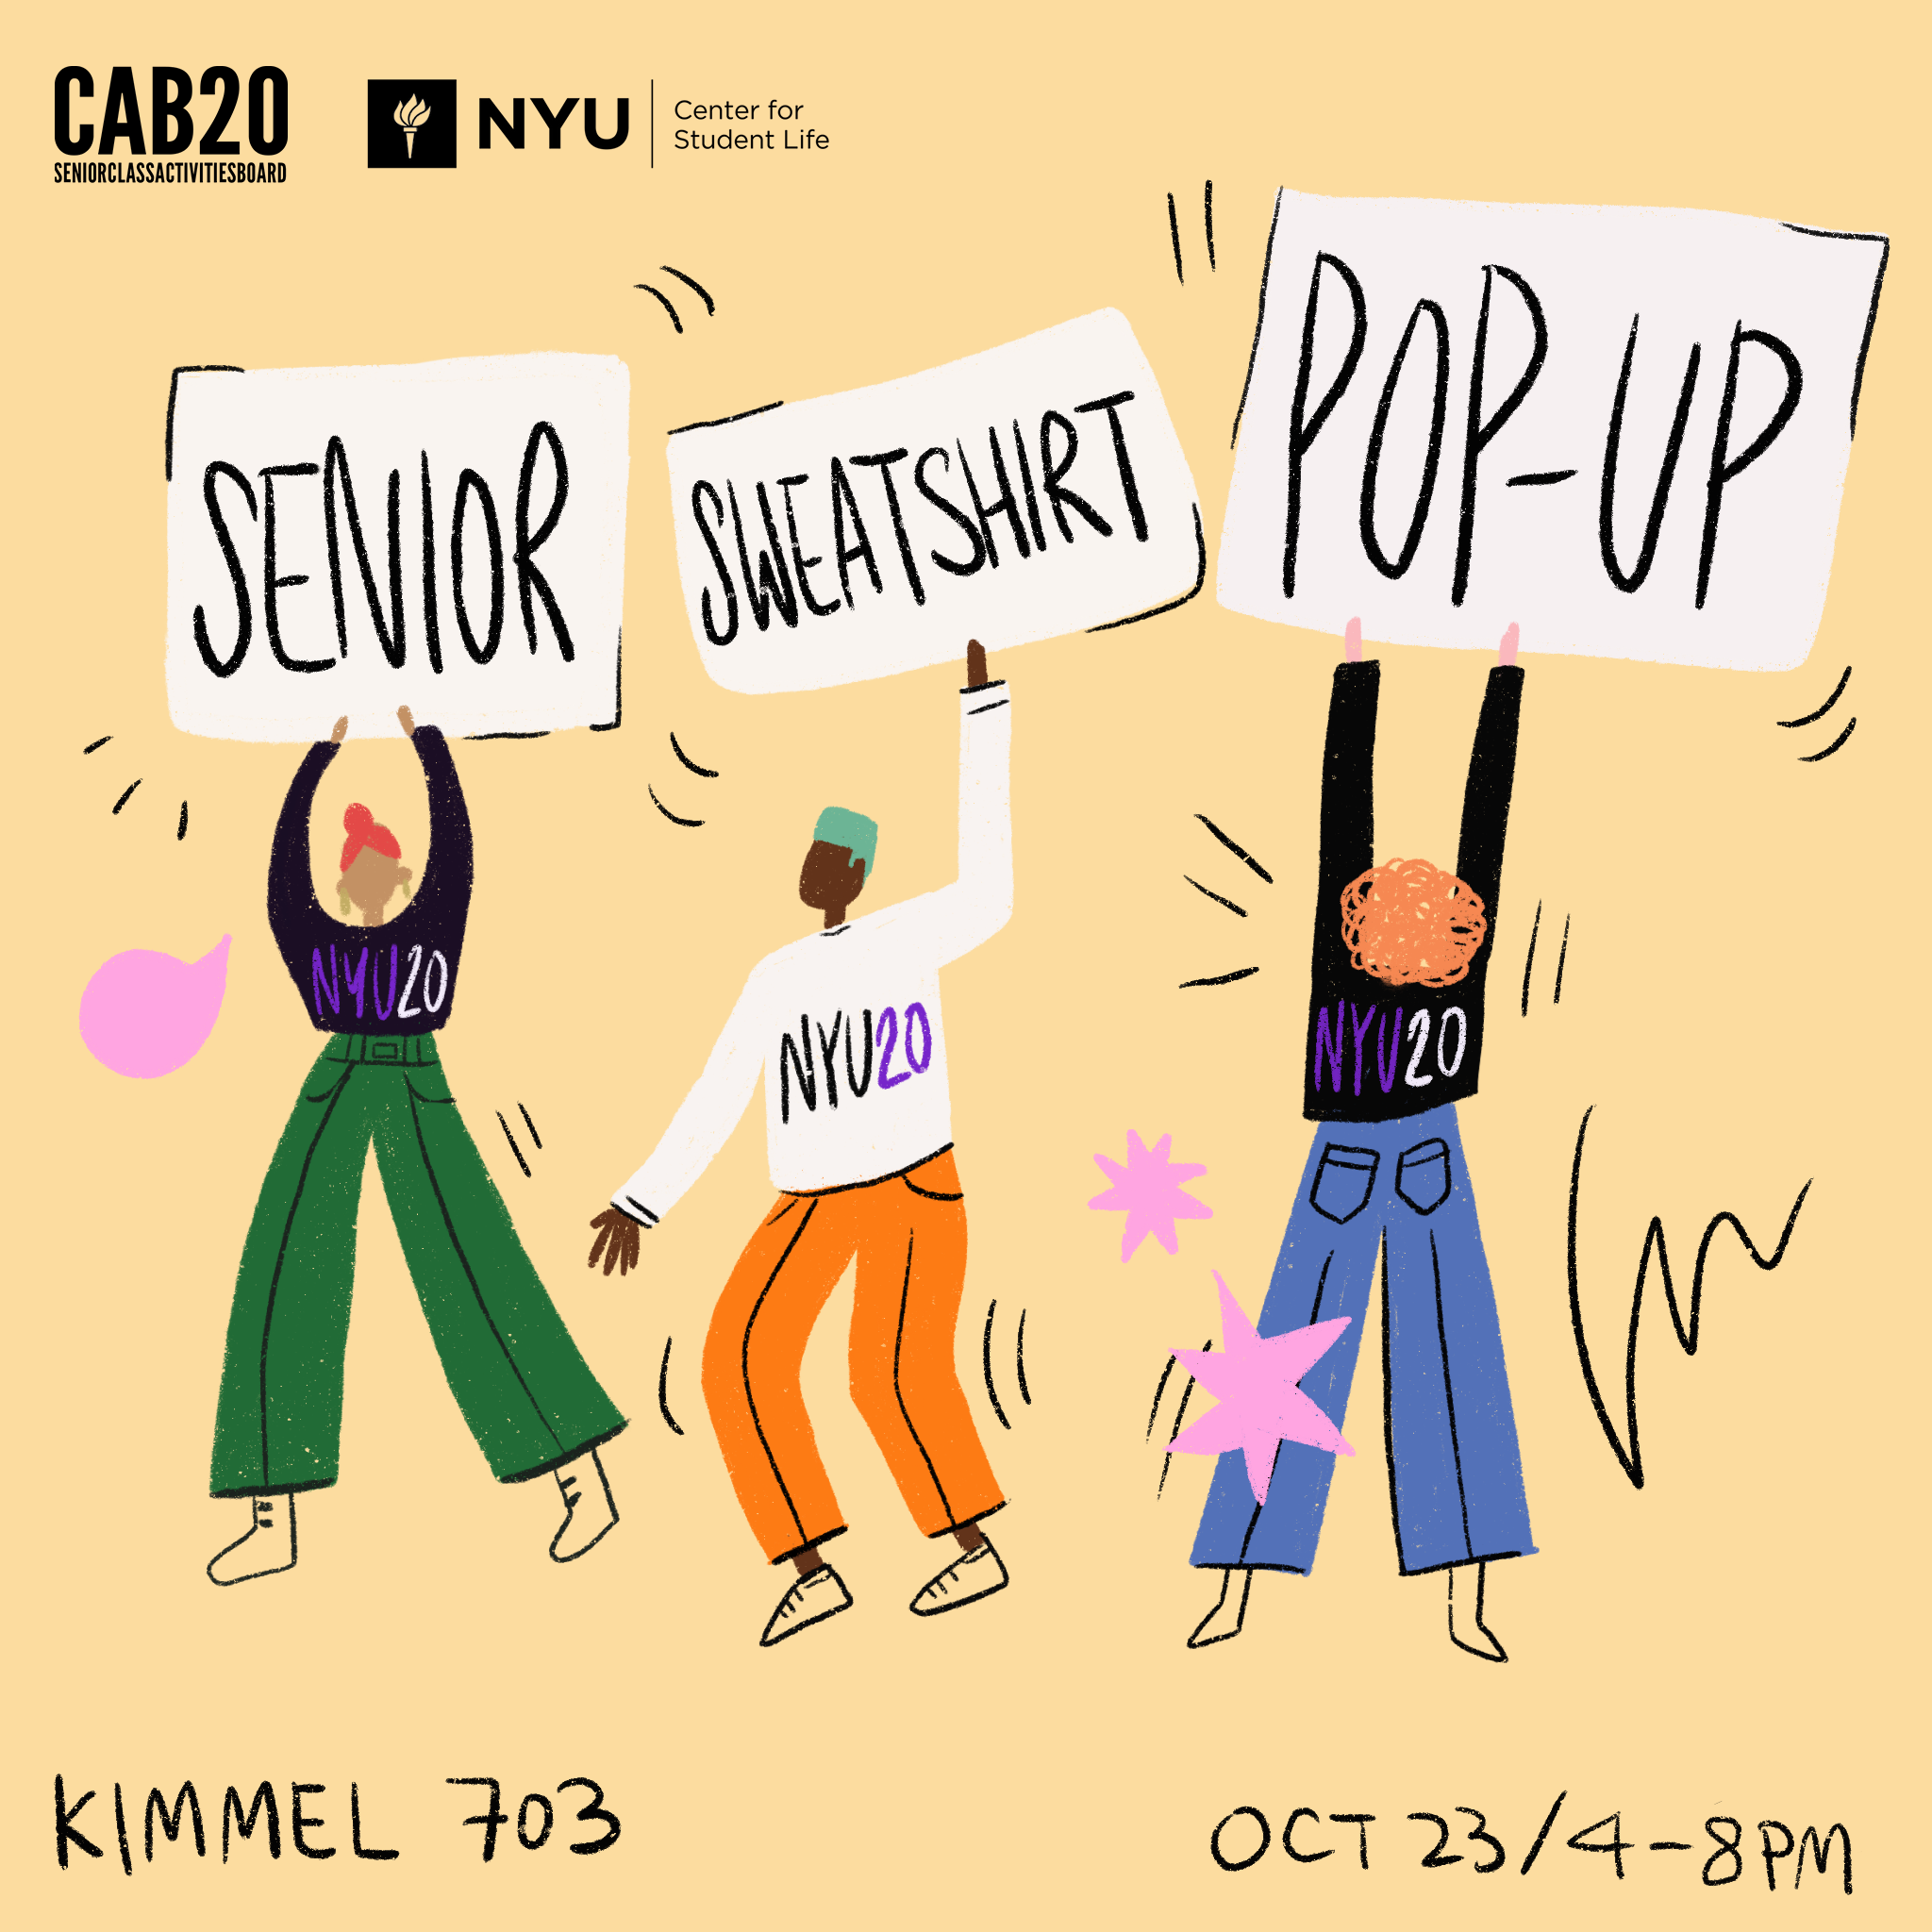 CAB20
SENIORCLASSACTIVITIESBOARD
NYU
Center for
Student Life
SENIOR
SWEATSHIRT
POP-UP
NYU20
NYU20
NYU20
KIMMEL 703
OCT 23/4-8PM